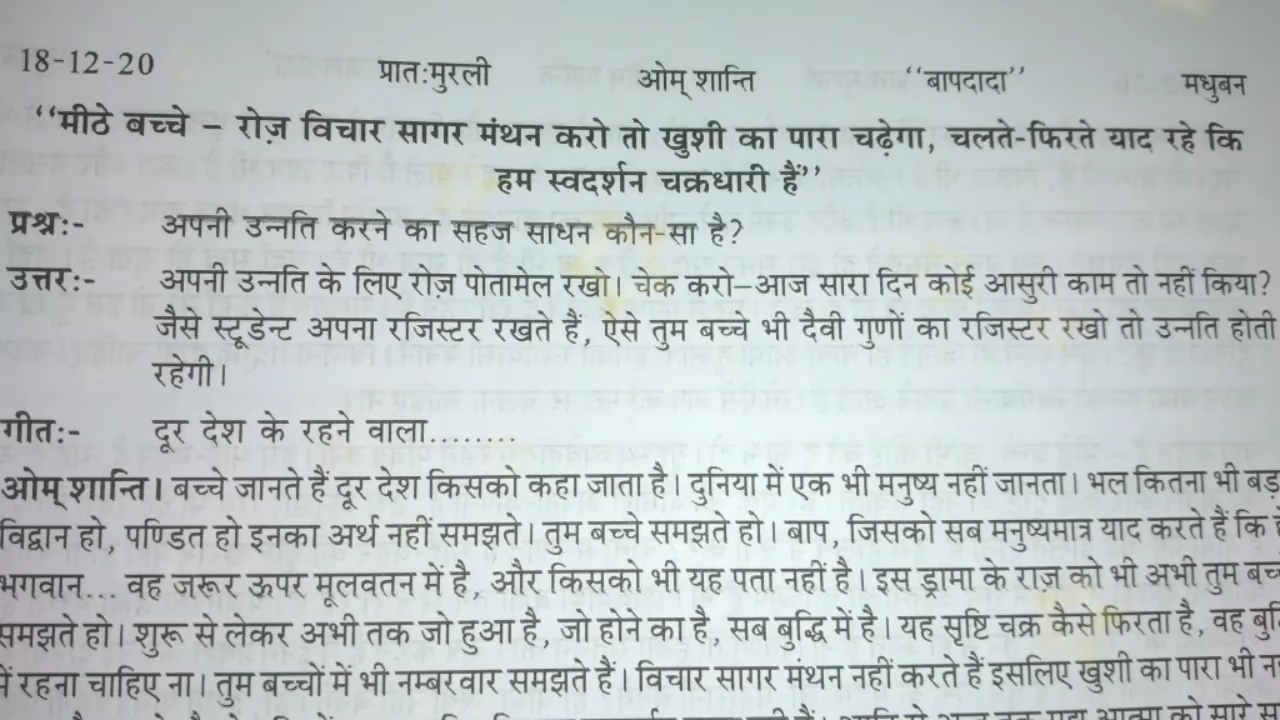 18-12-20 प्रात:मुरली ओम् शान्ति ‘‘बापदादा’’ मधुबन
‘‘मीठे बच्चे – रोज़ विचार सागर मंथन करो तो खुशी का पारा चढ़ेगा, चलते-फिरते याद रहे कि
हम स्वदर्शन चक्रधारी हैं’’
प्रश्न:- अपनी उन्नति करने का सहज साधन कौन-सा है?
उत्तर:- अपनी उन्नति के लिए रोज़ पोतामेल रखो। चेक करो–आज सारा दिन कोई आसुरी काम तो नहीं किया?
जैसे स्टूडेन्ट अपना रजिस्टर रखते हैं, ऐसे तुम बच्चे भी दैवी गुणों का रजिस्टर रखो तो उन्नति होती
रहेगी।
गीत:- दूर देश के रहने वाला........
ओम् शान्ति। बच्चे जानते हैं दूर देश किसको कहा जाता है। दुनिया में एक भी मनुष्य नहीं जानता। भल कितना भी बड़
विद्वान हो, पण्डित हो इनका अर्थ नहीं समझते। तुम बच्चे समझते हो। बाप, जिसको सब मनुष्यमात्र याद करते हैं कि
भगवान... वह जरूर ऊपर मूलवतन में है, और किसको भी यह पता नहीं है। इस ड्रामा के राज़ को भी अभी तुम बच्
समझते हो। शुरू से लेकर अभी तक जो हुआ है, जो होने का है, सब बुद्धि में है। यह सृष्टि चक्र कैसे फिरता है, वह
में रहना चाहिए ना। तुम बच्चों में भी नम्बरवार समझते हैं। विचार सागर मंथन नहीं करते हैं इसलिए खुशी का पारा भी